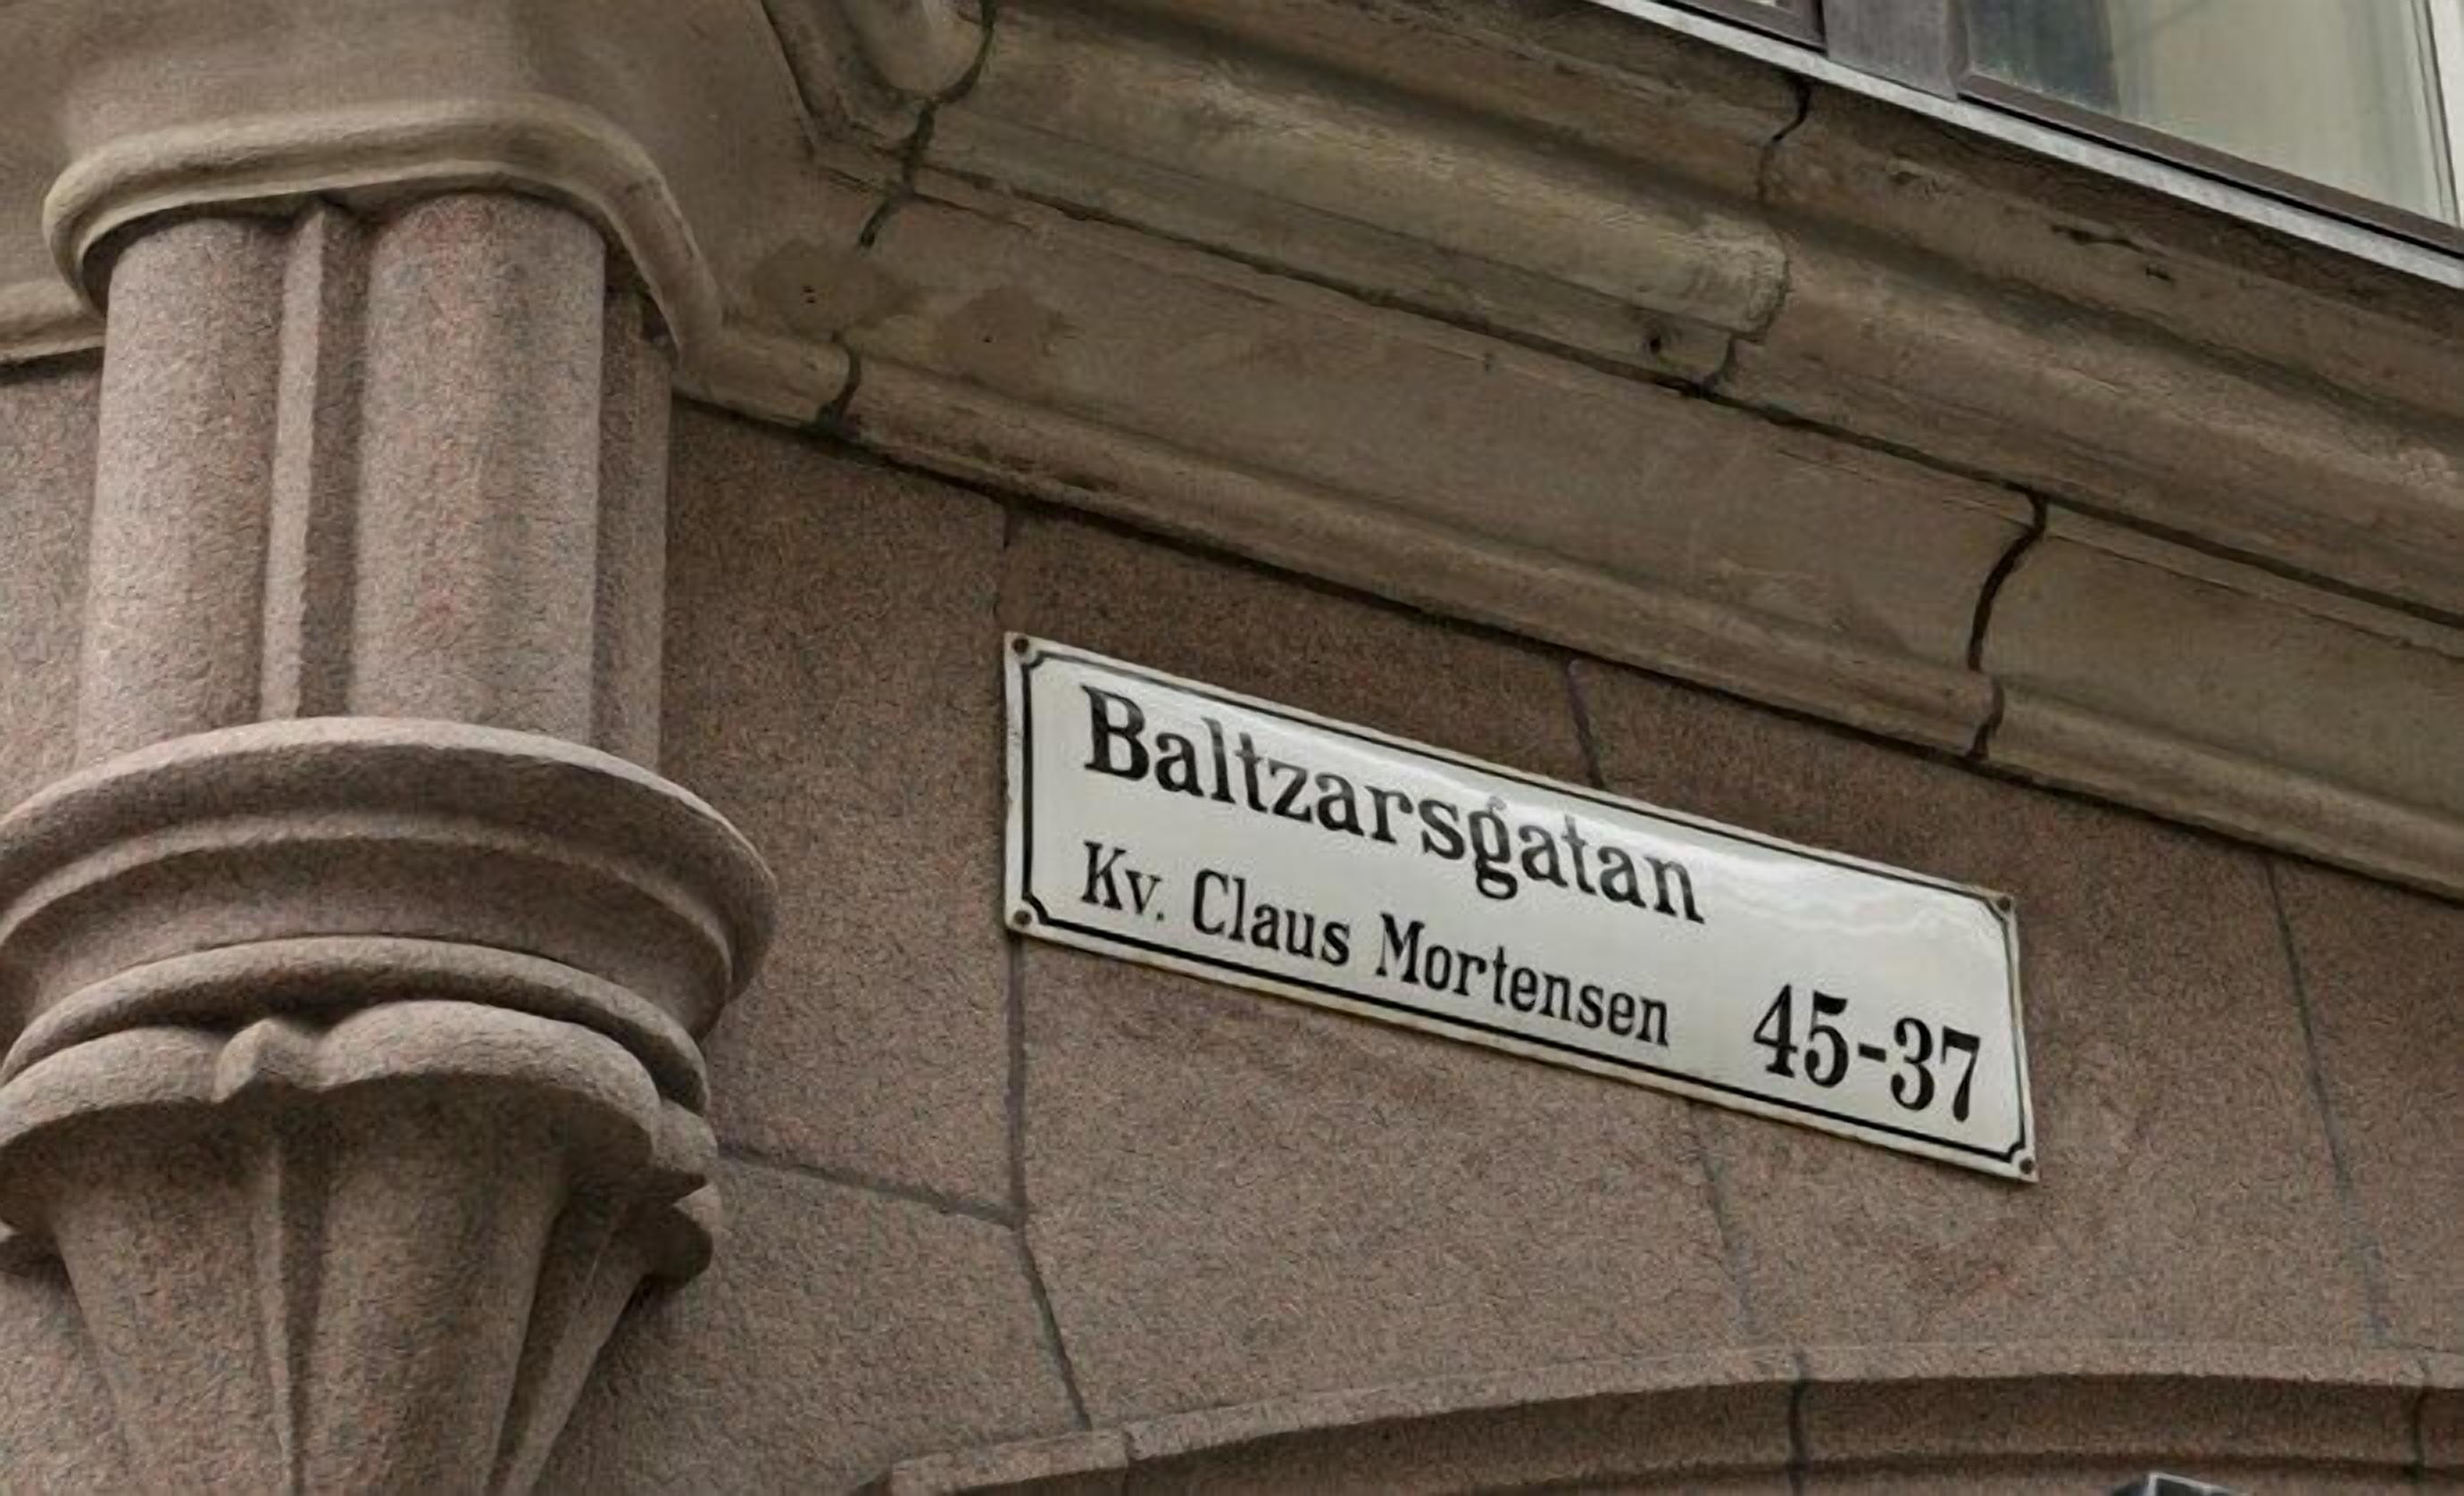 Baltzarsgatan
Kv. Claus Mortensen 45-37